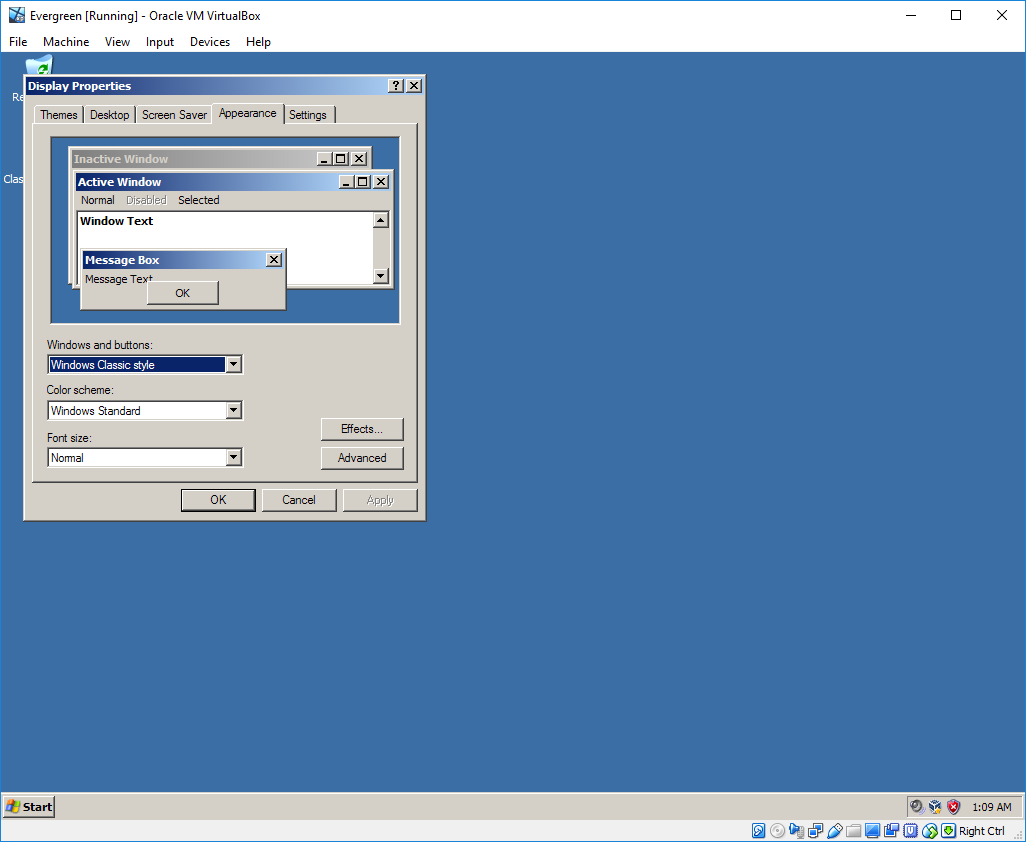 Evergreen [Running] - Oracle VM VirtualBox
File Machine View Input Devices Help
Re
Display Properties
Themes Desktop Screen Saver Appearance Settings
Inactive Window
Clas
Active Window
Normal Disabled Selected
Window Text
Message Box
Message Text
OK
Windows and buttons:
Windows Classic style
Color scheme:
Windows Standard
Effects...
Font size:
Normal
Advanced
OK Cancel Apply
Start 1:09 AM
Right Ctrl